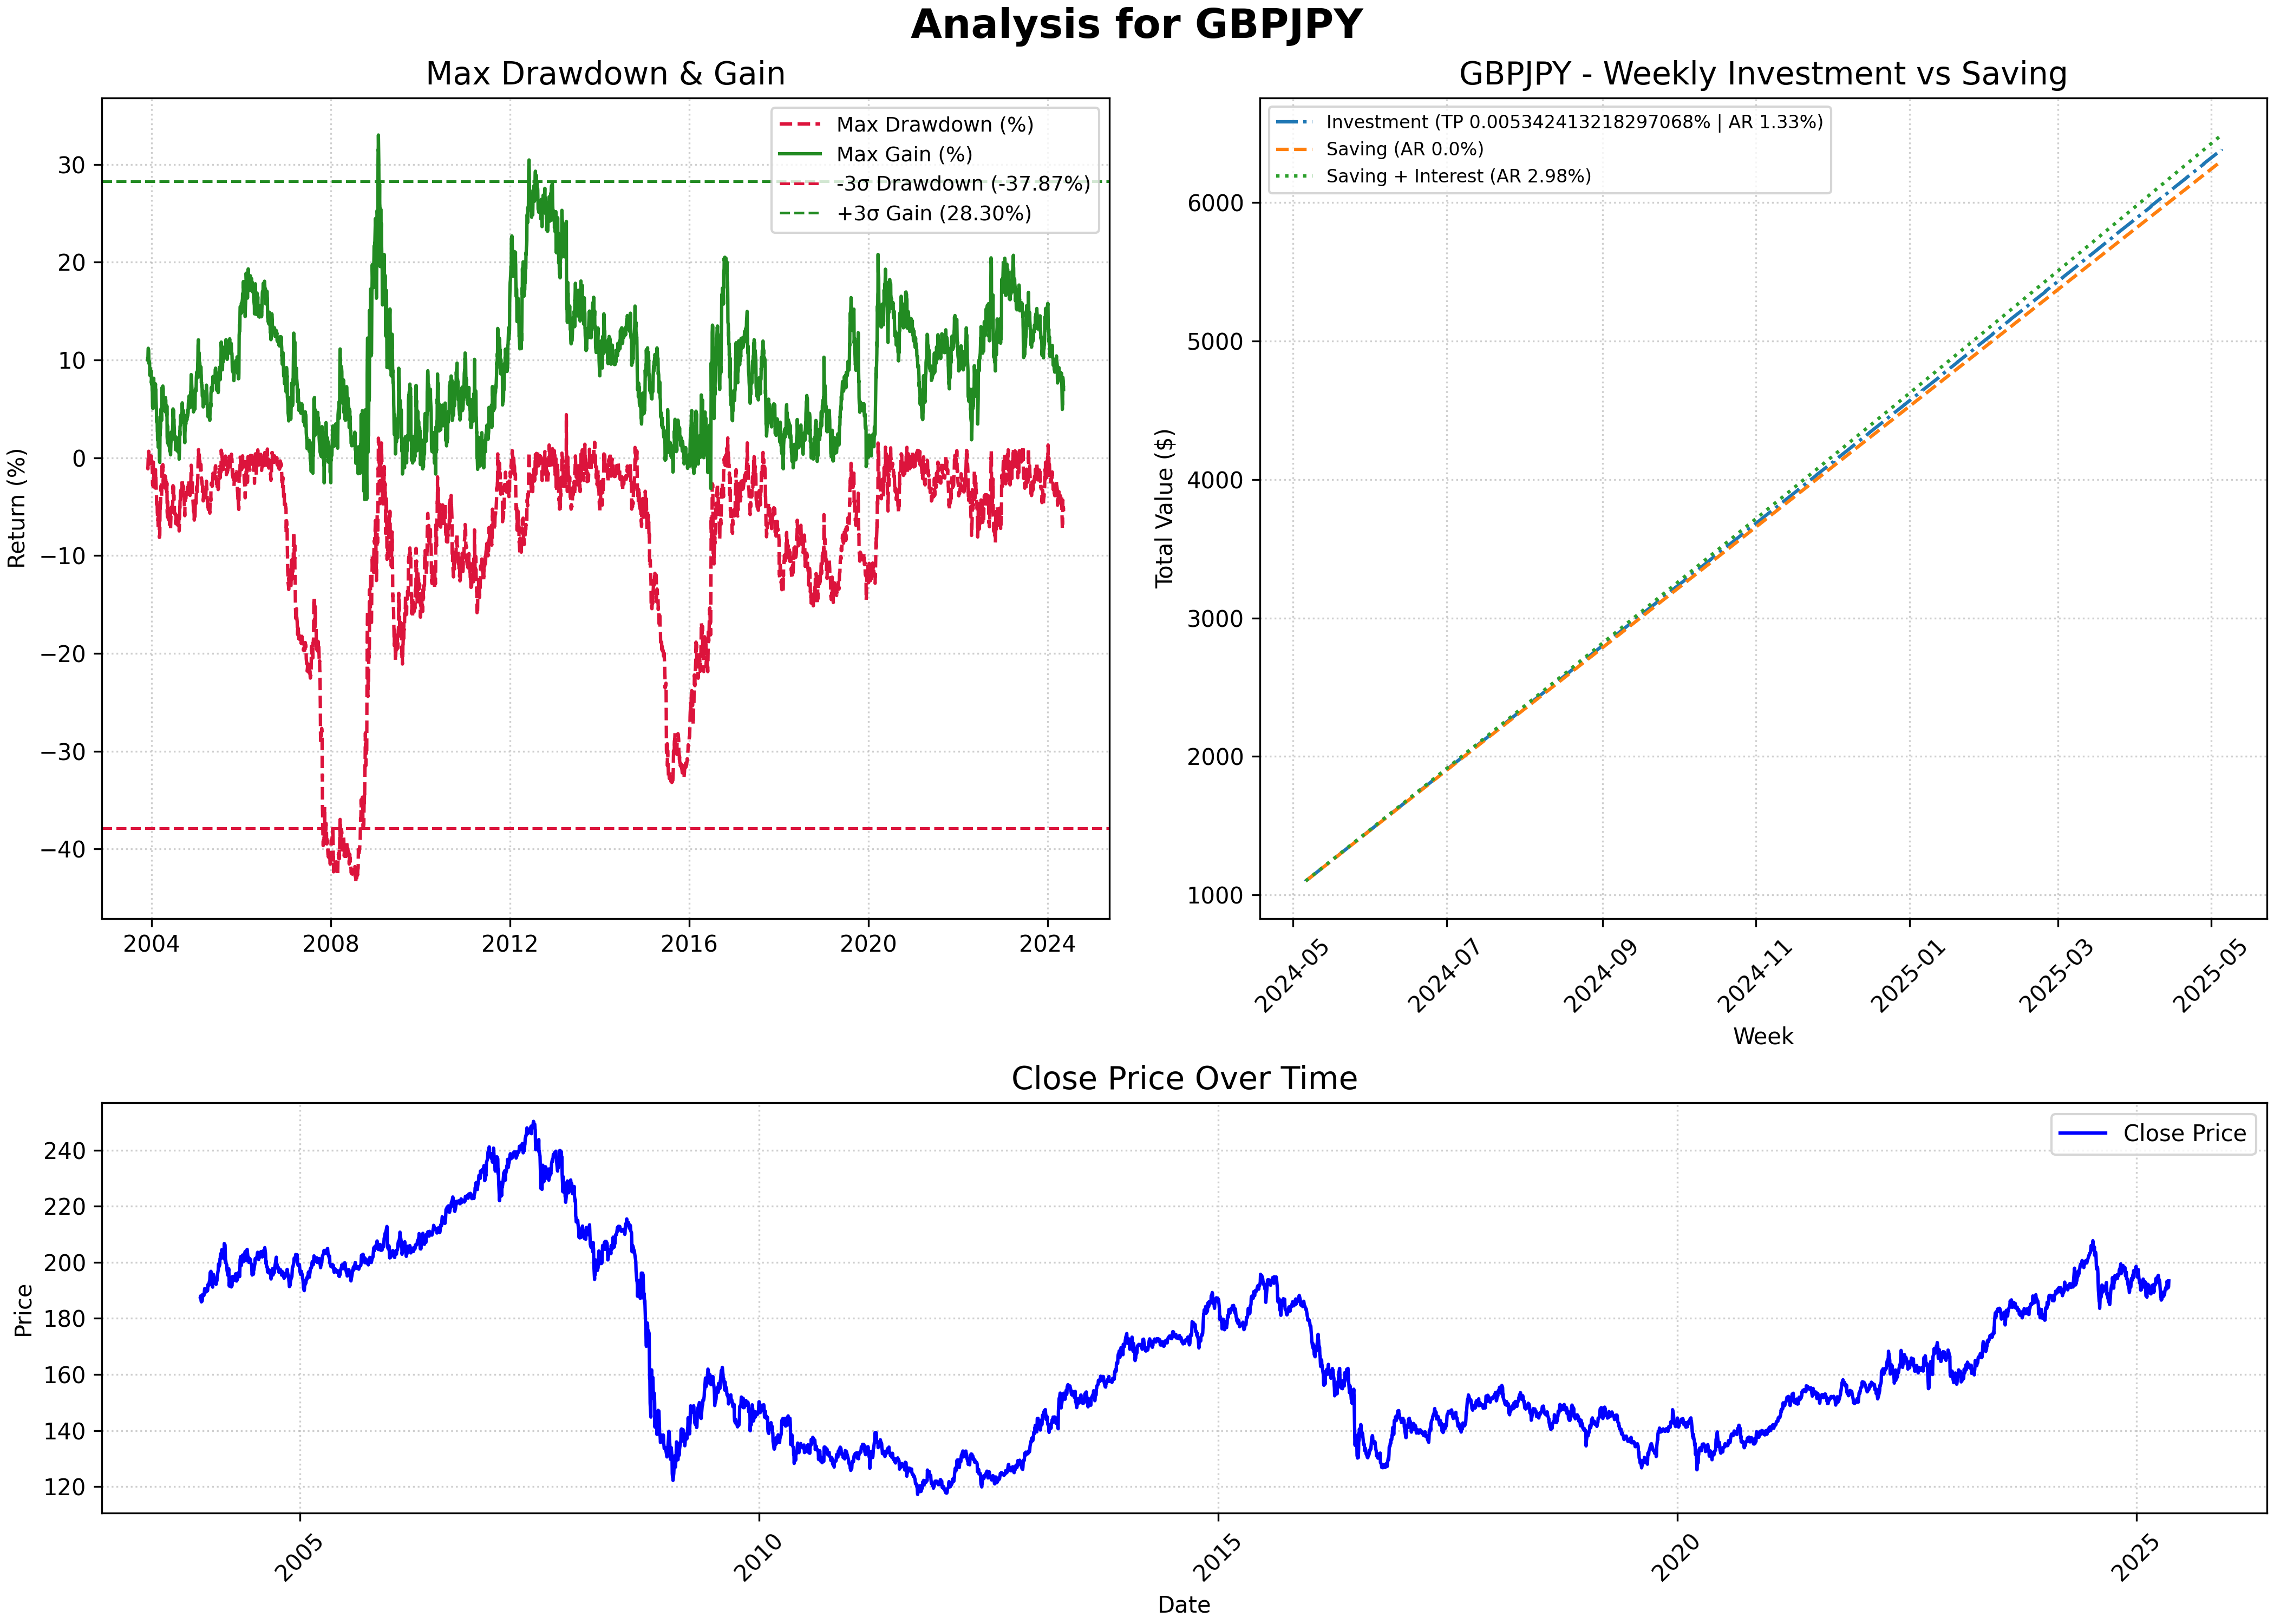 Analysis for GBPJPY
Max Drawdown & Gain
Return (%)
30
20
10
0
−10
−20
−30
−40
2004
2008
2012
2016
2020
2024
Max Drawdown (%)
Max Gain (%)
-3σ Drawdown (-37.87%)
+3σ Gain (28.30%)
GBPJPY - Weekly Investment vs Saving
Total Value ($)
6000
5000
4000
3000
2000
1000
2024-05
2024-07
2024-09
2024-11
2025-01
2025-03
2025-05
Week
Investment (TP 0.005342413218297068% | AR 1.33%)
Saving (AR 0.0%)
Saving + Interest (AR 2.98%)
Close Price Over Time
Price
240
220
200
180
160
140
120
2005
2010
2015
2020
2025
Date
Close Price